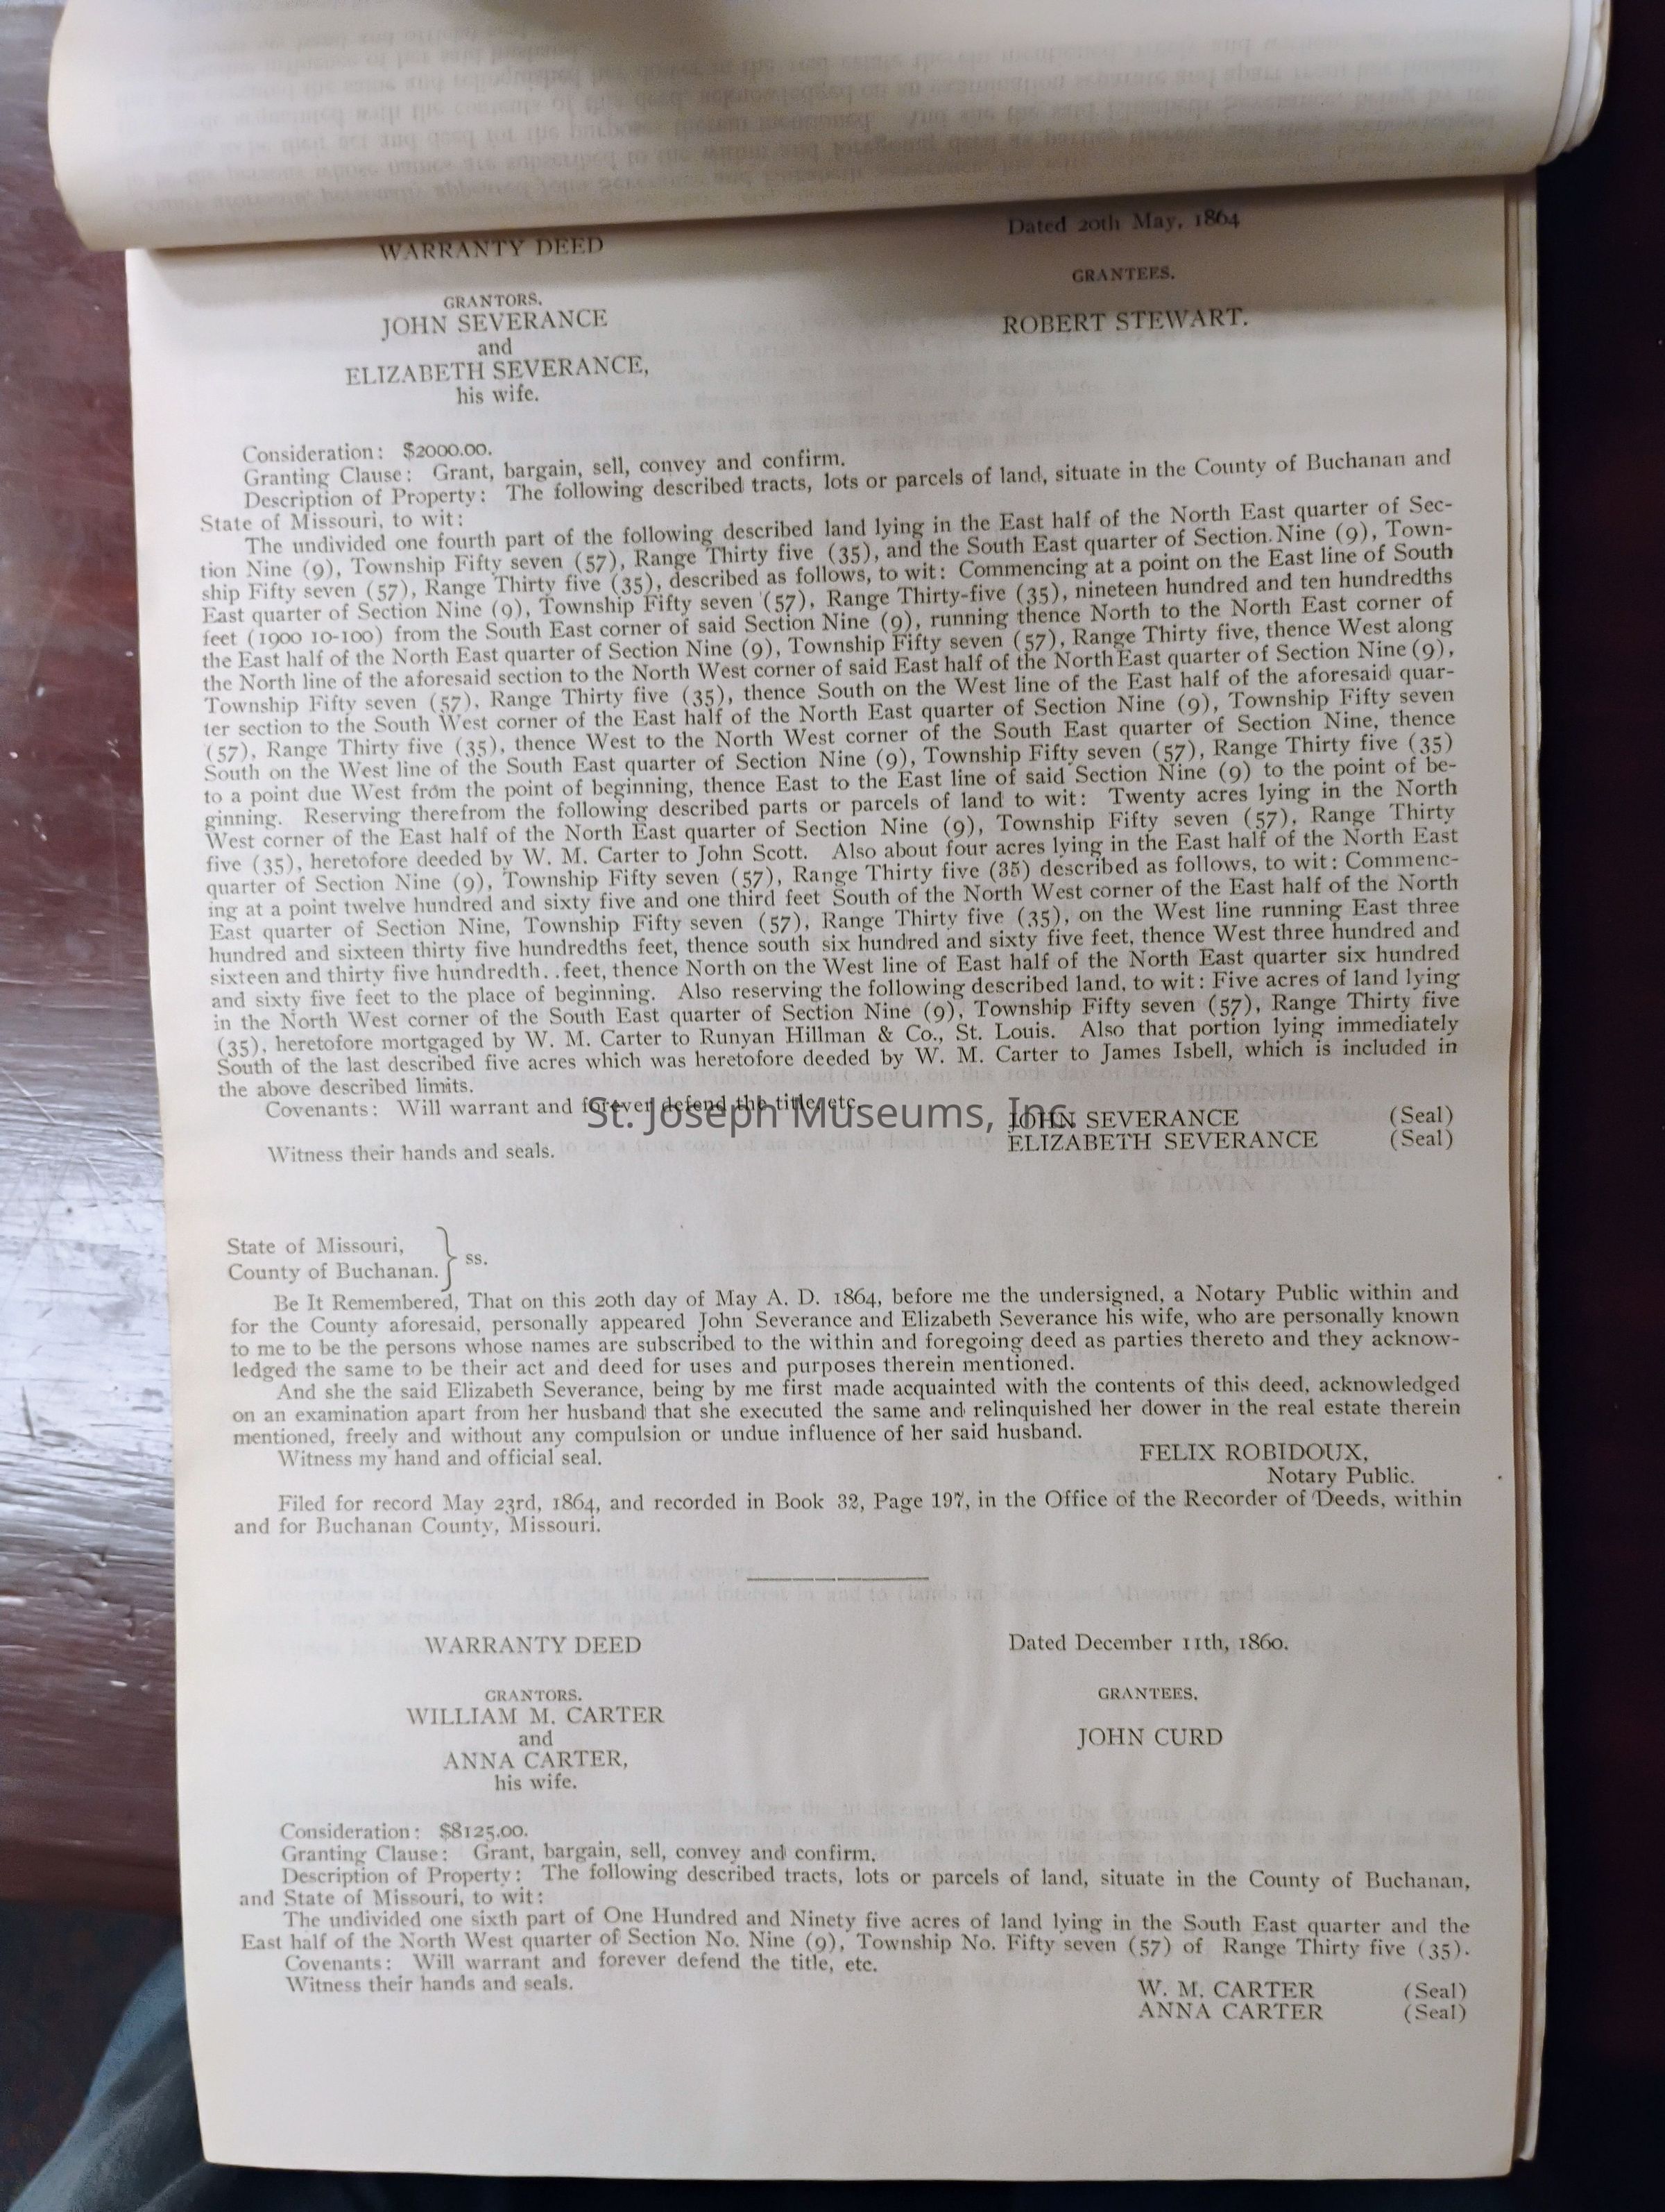 WARRANTY DEED
Dated 20th May, 1864
GRANTORS.
GRANTEES.
JOHN SEVERANCE
and
ELIZABETH SEVERANCE,
his wife.
ROBERT STEWART.
Consideration: $2000.00.
Granting Clause: Grant, bargain, sell, convey and confirm.
Description of Property: The following described tracts, lots or parcels of land, situate in the County of Buchanan and
State of Missouri, to wit:
The undivided one fourth part of the following described land lying in the East half of the North East quarter of Sec-
tion Nine (9), Township Fifty seven (57), Range Thirty five (35), and the South East quarter of Section.Nine (9), Town-
ship Fifty seven (57), Range Thirty five (35), described as follows, to wit: Commencing at a point on the East line of South
East quarter of Section Nine (9), Township Fifty seven (57), Range Thirty-five (35), nineteen hundred and ten hundredths
feet (1900 10-100) from the South East corner of said Section Nine (9), running thence North to the North East corner of
the East half of the North East quarter of Section Nine (9), Township Fifty seven (57), Range Thirty five, thence West along
the North line of the aforesaid section to the North West corner of said East half of the North East quarter of Section Nine (9),
Township Fifty seven (57), Range Thirty five (35), thence South on the West line of the East half of the aforesaid quar-
ter section to the South West corner of the East half of the North East quarter of Section Nine (9), Township Fifty seven
(57), Range Thirty five (35), thence West to the North West corner of the South East quarter of Section Nine, thence
South on the West line of the South East quarter of Section Nine (9), Township Fifty seven (57), Range Thirty five (35)
to a point due West from the point of beginning, thence East to the East line of said Section Nine (9) to the point of be-
ginning. Reserving therefrom the following described parts or parcels of land to wit: Twenty acres lying in the North
West corner of the East half of the North East quarter of Section Nine (9), Township Fifty seven (57), Range Thirty
five (35), heretofore deeded by W. M. Carter to John Scott. Also about four acres lying in the East half of the North East
quarter of Section Nine (9), Township Fifty seven (57), Range Thirty five (35) described as follows, to wit: Commenc-
ing at a point twelve hundred and sixty five and one third feet South of the North West corner of the East half of the North
East quarter of Section Nine, Township Fifty seven (57), Range Thirty five (35), on the West line running East three
hundred and sixteen thirty five hundredths feet, thence south six hundred and sixty five feet, thence West three hundred and
sixteen and thirty five hundredth. . feet, thence North on the West line of East half of the North East quarter six hundred
and sixty five feet to the place of beginning. Also reserving the following described land, to wit: Five acres of land lying
in the North West corner of the South East quarter of Section Nine (9), Township Fifty seven (57), Range Thirty five
(35), heretofore mortgaged by W. M. Carter to Runyan Hillman & Co., St. Louis. Also that portion lying immediately
South of the last described five acres which was heretofore deeded by W. M. Carter to James Isbell, which is included in
the above described limits.
Covenants: Will warrant and forever defend the title, etc.
St. Joseph Museums, Inc.
JOHN SEVERANCE (Seal)
ELIZABETH SEVERANCE (Seal)
Witness their hands and seals.
State of Missouri,
County of Buchanan. } ss.
Be It Remembered, That on this 20th day of May A. D. 1864, before me the undersigned, a Notary Public within and
for the County aforesaid, personally appeared John Severance and Elizabeth Severance his wife, who are personally known
to me to be the persons whose names are subscribed to the within and foregoing deed as parties thereto and they acknow-
ledged the same to be their act and deed for uses and purposes therein mentioned.
And she the said Elizabeth Severance, being by me first made acquainted with the contents of this deed, acknowledged
on an examination apart from her husband that she executed the same and relinquished her dower in the real estate therein
mentioned, freely and without any compulsion or undue influence of her said husband.
Witness my hand and official seal.
FELIX ROBIDOUX,
Notary Public.
Filed for record May 23rd, 1864, and recorded in Book 32, Page 197, in the Office of the Recorder of Deeds, within
and for Buchanan County, Missouri.
WARRANTY DEED
Dated December 11th, 1860.
GRANTORS.
GRANTEES,
WILLIAM M. CARTER
and
ANNA CARTER,
his wife.
JOHN CURD
Consideration: $8125.00.
Granting Clause: Grant, bargain, sell, convey and confirm.
Description of Property: The following described tracts, lots or parcels of land, situate in the County of Buchanan,
and State of Missouri, to wit:
The undivided one sixth part of One Hundred and Ninety five acres of land lying in the South East quarter and the
East half of the North West quarter of Section No. Nine (9), Township No. Fifty seven (57) of Range Thirty five (35).
Covenants: Will warrant and forever defend the title, etc.
Witness their hands and seals.
W. M. CARTER (Seal)
ANNA CARTER (Seal)